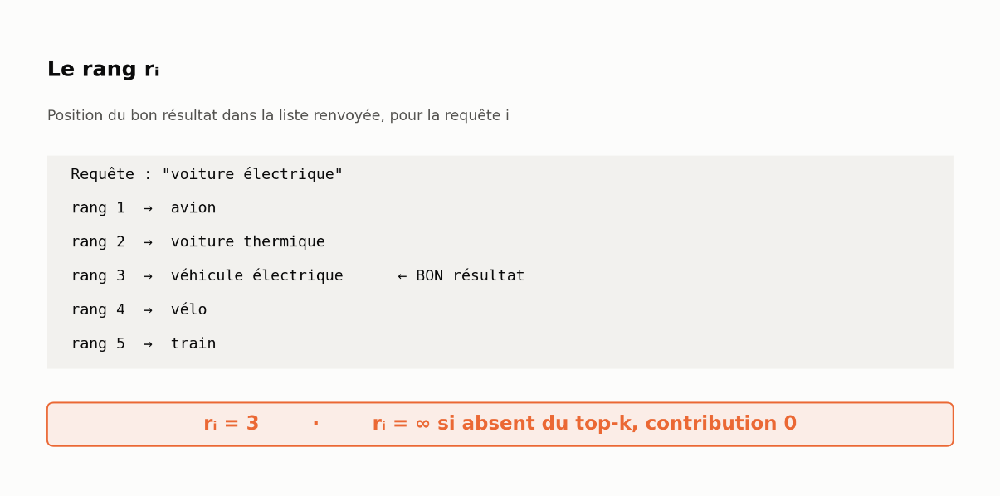 Le rang rᵢ
Position du bon résultat dans la liste renvoyée, pour la requête i
Requête : "voiture électrique"
rang 1  →  avion
rang 2  →  voiture thermique
rang 3  →  véhicule électrique      ← BON résultat
rang 4  →  vélo
rang 5  →  train
rᵢ = 3  ·  rᵢ = ∞ si absent du top-k, contribution 0